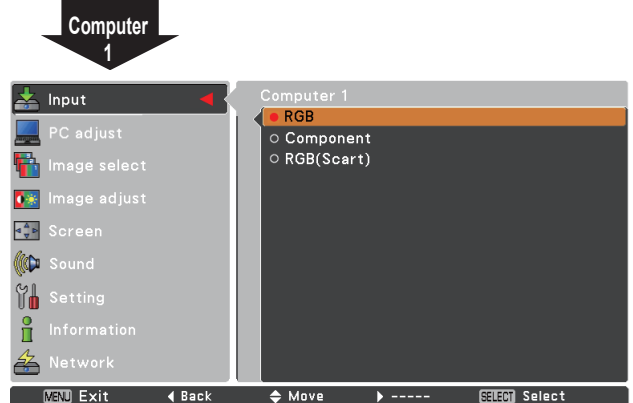 Computer
1
Input
PC adjust
Image select
Image adjust
Screen
Sound
Setting
Information
Network
Computer 1
RGB
Component
RGB(Scart)
MENU Exit Back Move ----- SELECT Select